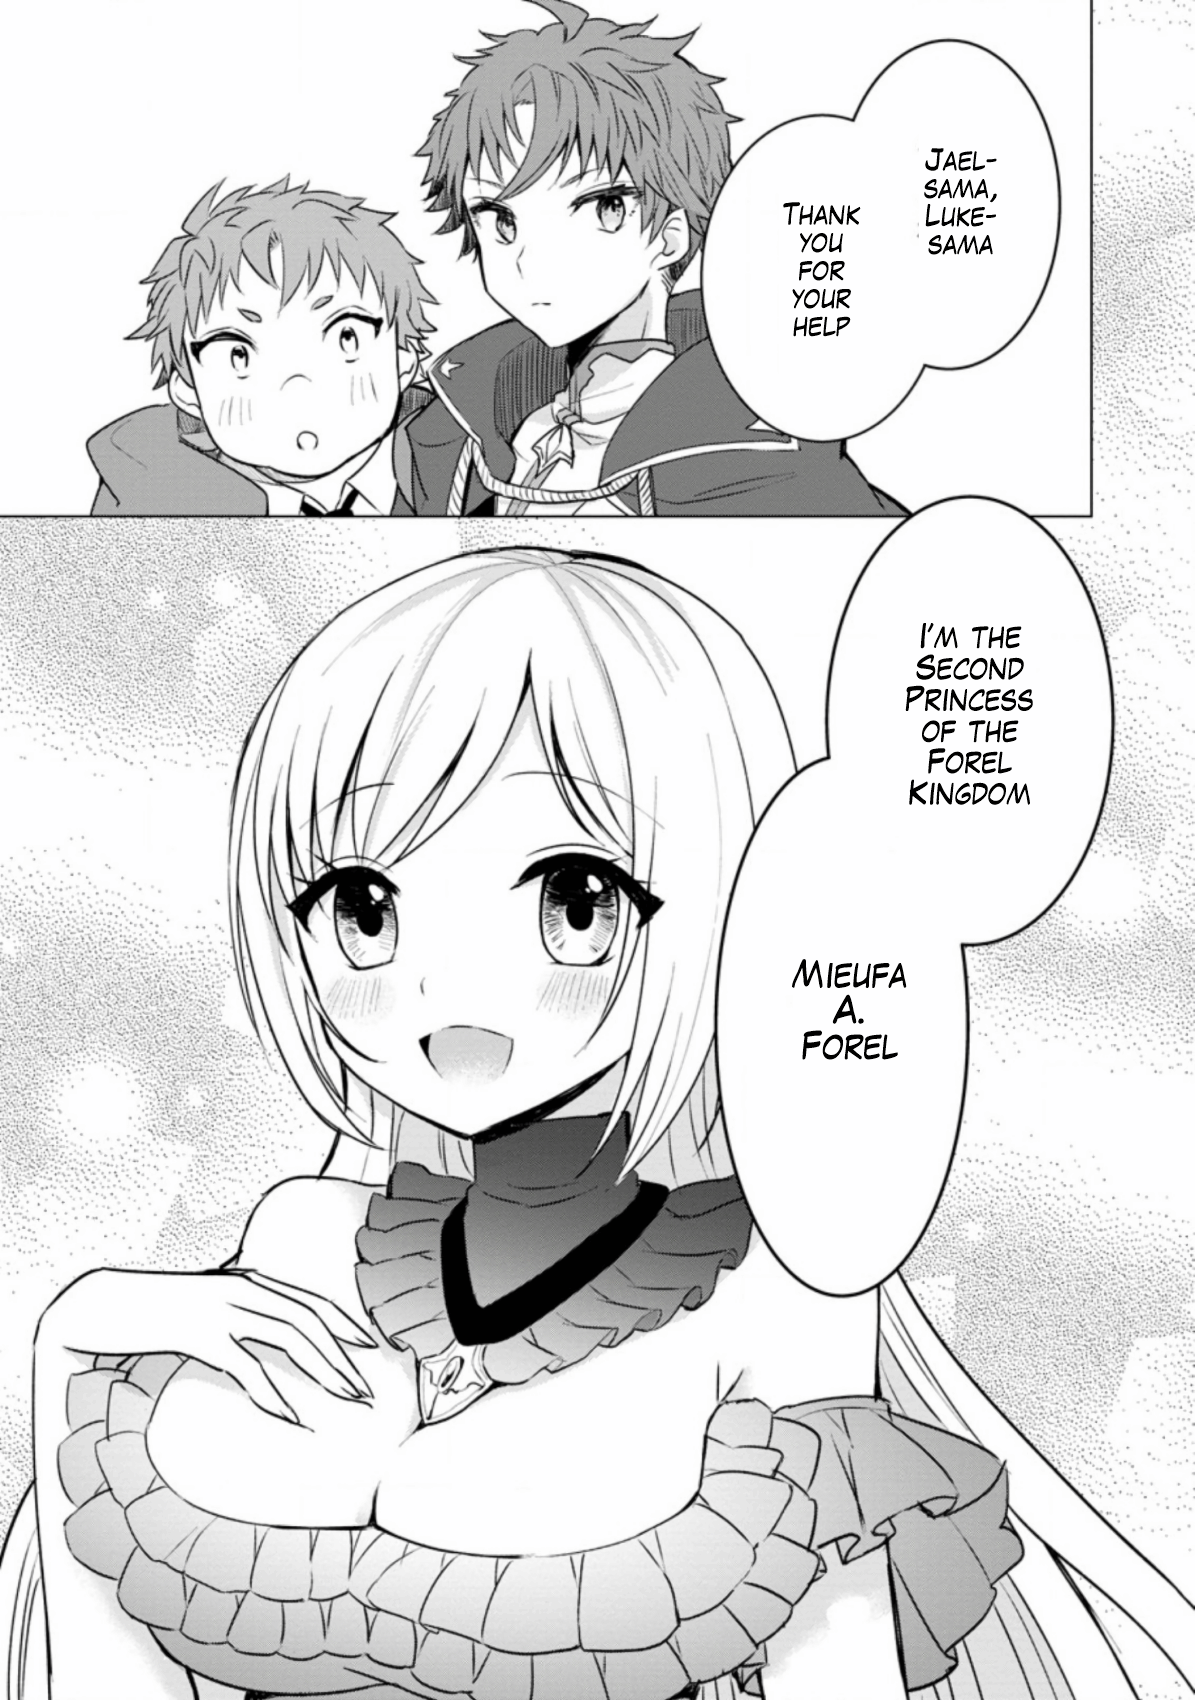 JAEL-
SAMA,
LUKE-
SAMA
THANK
YOU
FOR
YOUR
HELP
I'M THE
SECOND
PRINCESS
OF THE
FOREL
KINGDOM
MIEUFA
A.
FOREL